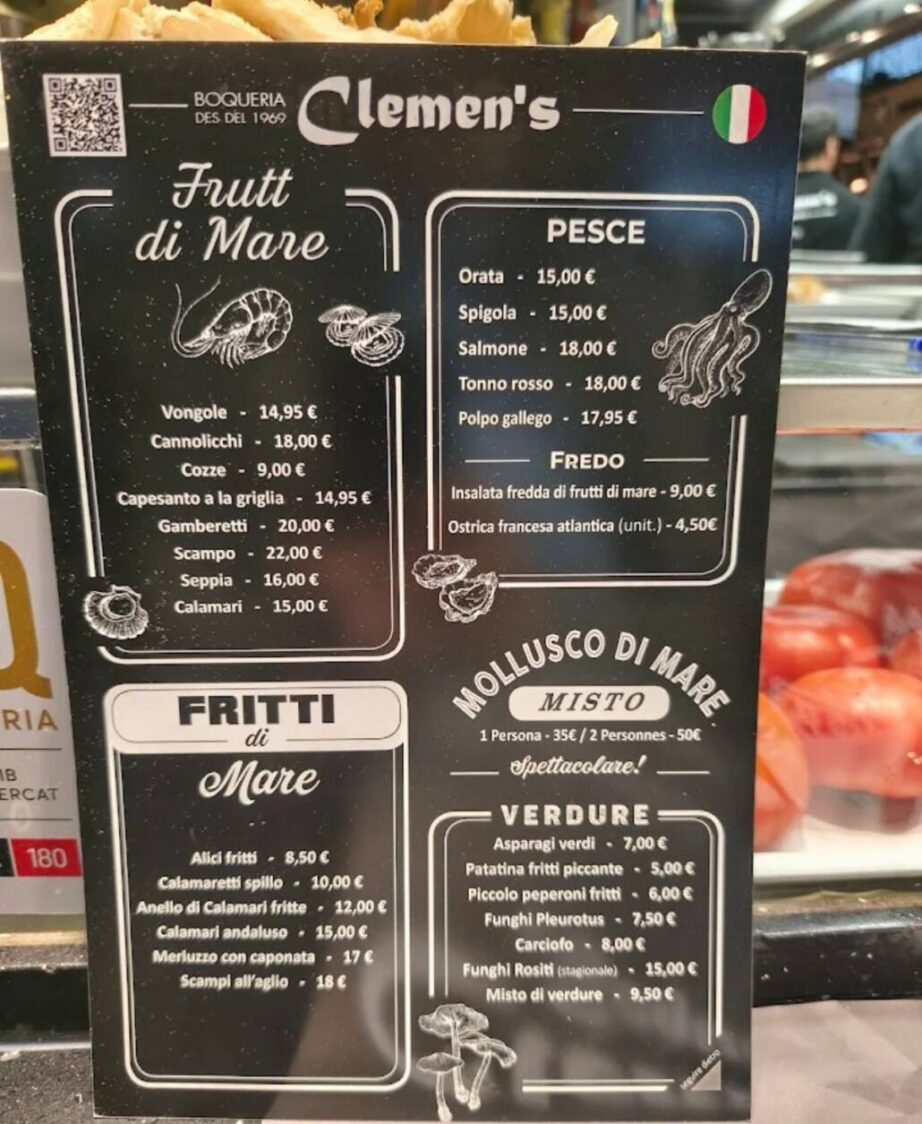 BOQUERIA
DES DEL 1969
Clemen's
Frutt
di Mare
Vongole - 14,95 €
Cannolicchi - 18,00 €
Cozze - 9,00 €
Capesanto a la griglia - 14,95 €
Gamberetti - 20,00 €
Scampo - 22,00 €
Seppia - 16,00 €
Calamari - 15,00 €
PESCE
Orata - 15,00 €
Spigola - 15,00 €
Salmone - 18,00 €
Tonno rosso - 18,00 €
Polpo gallego - 17,95 €
FREDO
Insalata fredda di frutti di mare - 9,00 €
Ostrica francesa atlantica (unit.) - 4,50€
MOLLUSCO DI MARE
MISTO
1 Persona - 35€ / 2 Personnes - 50€
Spettacolare!
FRITTI
di
Mare
Alici fritti - 8,50 €
Calamaretti spillo - 10,00 €
Anello di Calamari fritte - 12,00 €
Calamari andaluso - 15,00 €
Merluzzo con caponata - 17 €
Scampi all'aglio - 18 €
VERDURE
Asparagi verdi - 7,00 €
Patatina fritti piccante - 5,00 €
Piccolo peperoni fritti - 6,00 €
Funghi Pleurotus - 7,50 €
Carciofo - 8,00 €
Funghi Rositi (stagionale) - 15,00 €
Misto di verdure - 9,50 €
seguire dietro
RIA
ERCAT
180